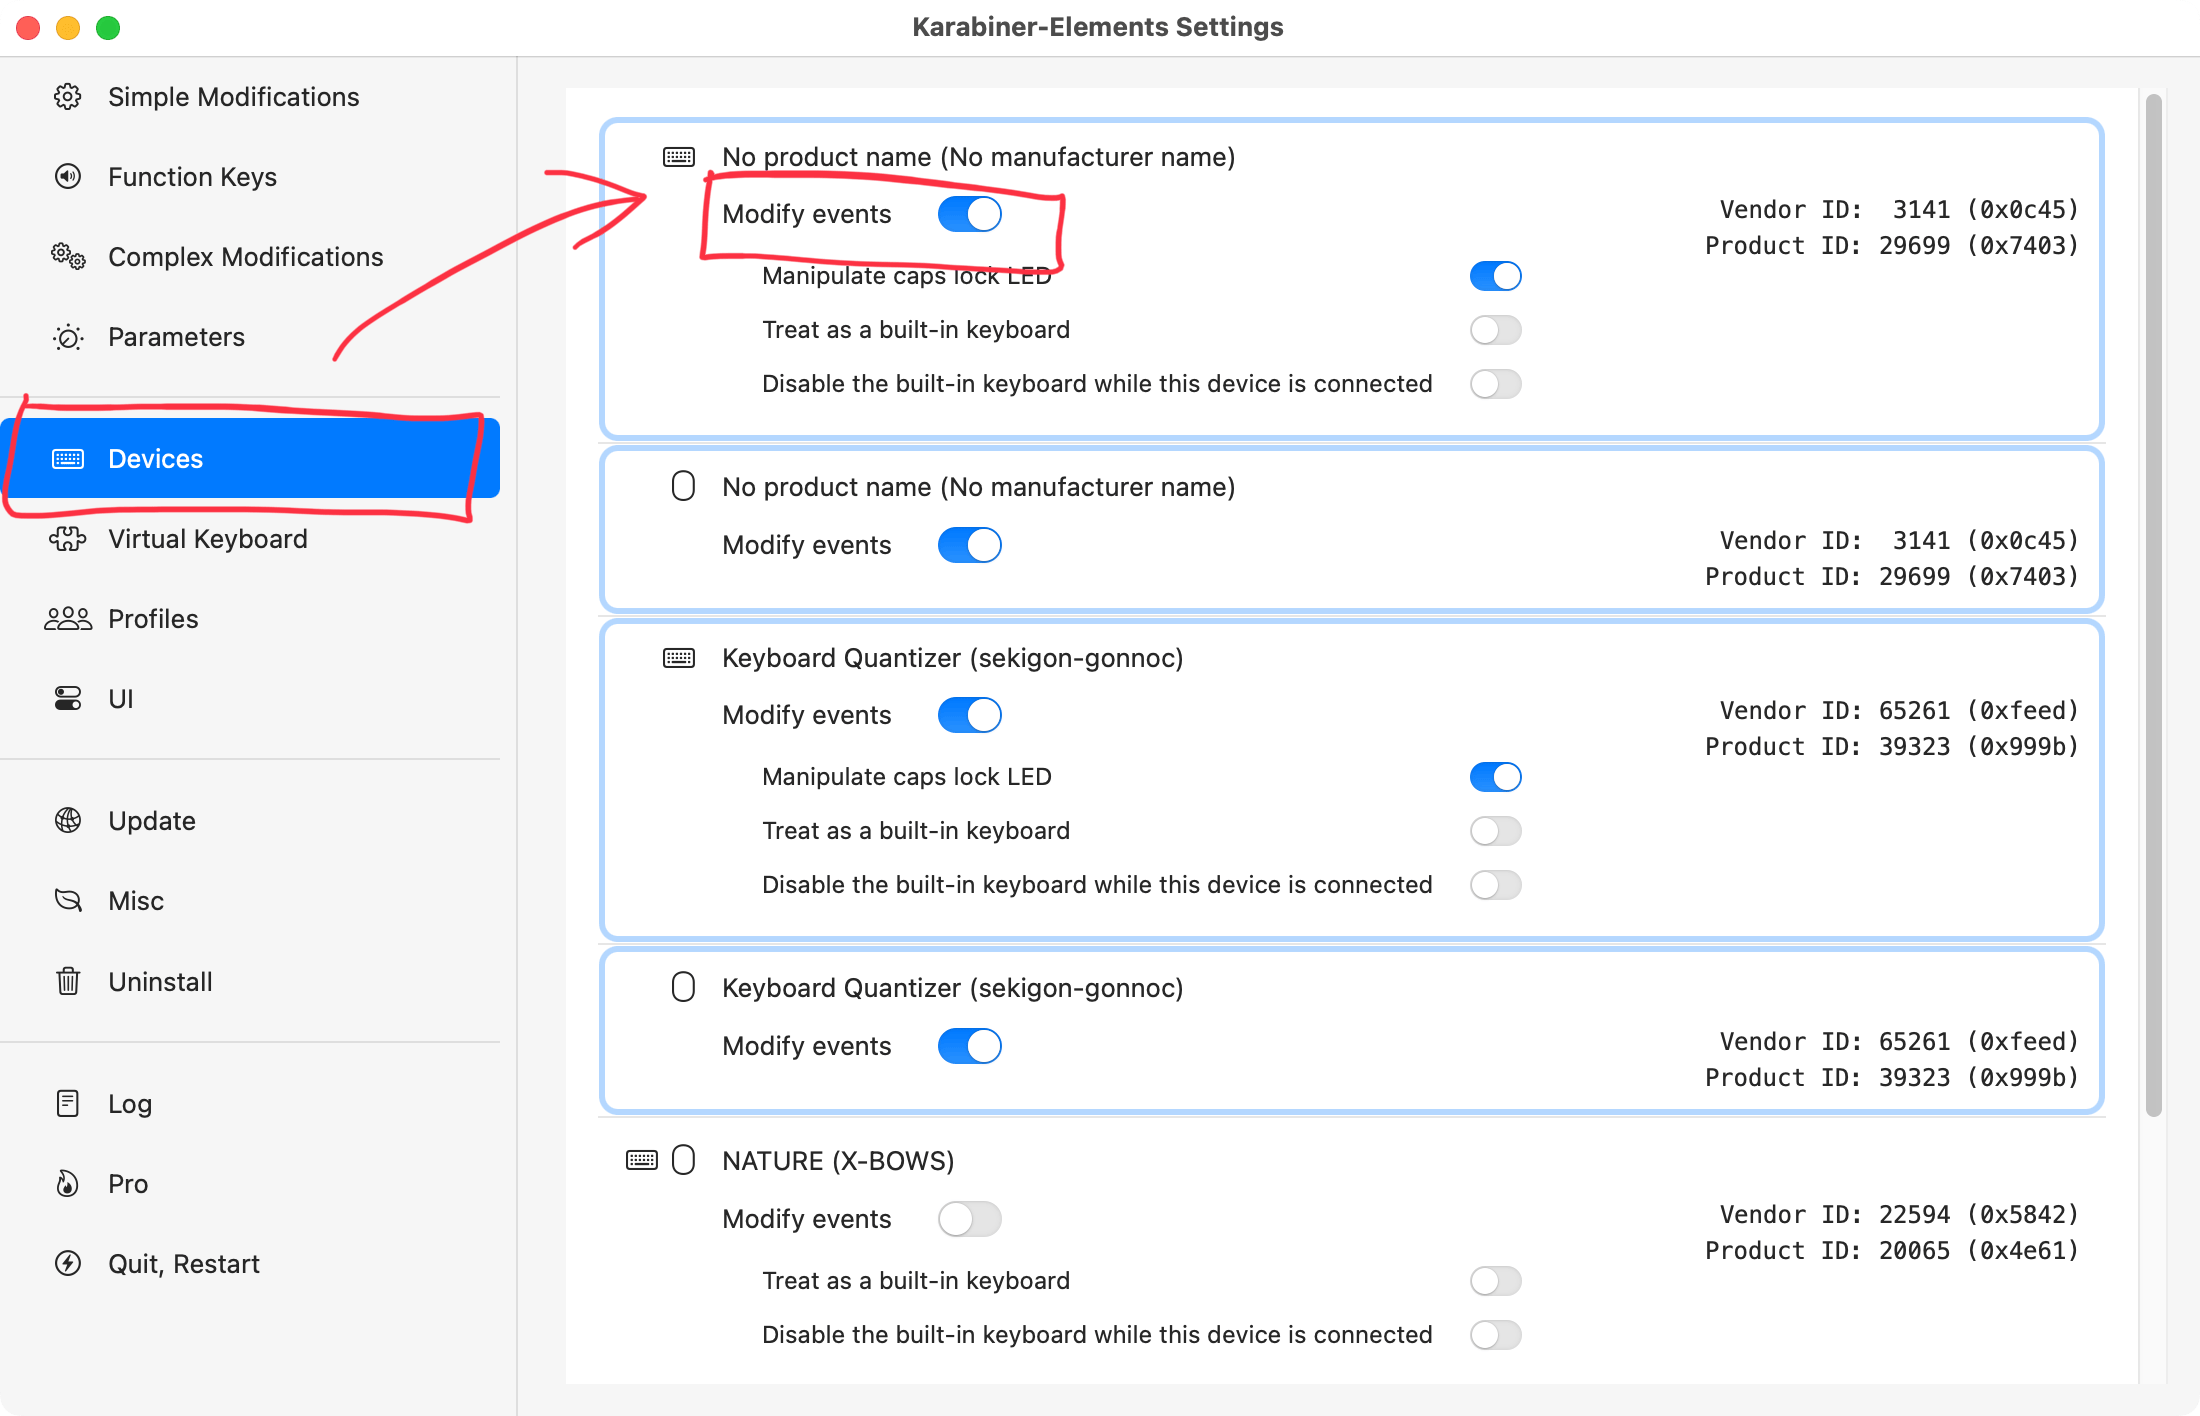 Karabiner-Elements Settings
Simple Modifications
Function Keys
Complex Modifications
Parameters
Devices
Virtual Keyboard
Profiles
UI
Update
Misc
Uninstall
Log
Pro
Quit, Restart
No product name (No manufacturer name)
Modify events
Vendor ID: 3141 (0x0c45)
Product ID: 29699 (0x7403)
Manipulate caps lock LED
Treat as a built-in keyboard
Disable the built-in keyboard while this device is connected
No product name (No manufacturer name)
Modify events
Vendor ID: 3141 (0x0c45)
Product ID: 29699 (0x7403)
Keyboard Quantizer (sekigon-gonnoc)
Modify events
Vendor ID: 65261 (0xfeed)
Product ID: 39323 (0x999b)
Manipulate caps lock LED
Treat as a built-in keyboard
Disable the built-in keyboard while this device is connected
Keyboard Quantizer (sekigon-gonnoc)
Modify events
Vendor ID: 65261 (0xfeed)
Product ID: 39323 (0x999b)
NATURE (X-BOWS)
Modify events
Vendor ID: 22594 (0x5842)
Product ID: 20065 (0x4e61)
Treat as a built-in keyboard
Disable the built-in keyboard while this device is connected